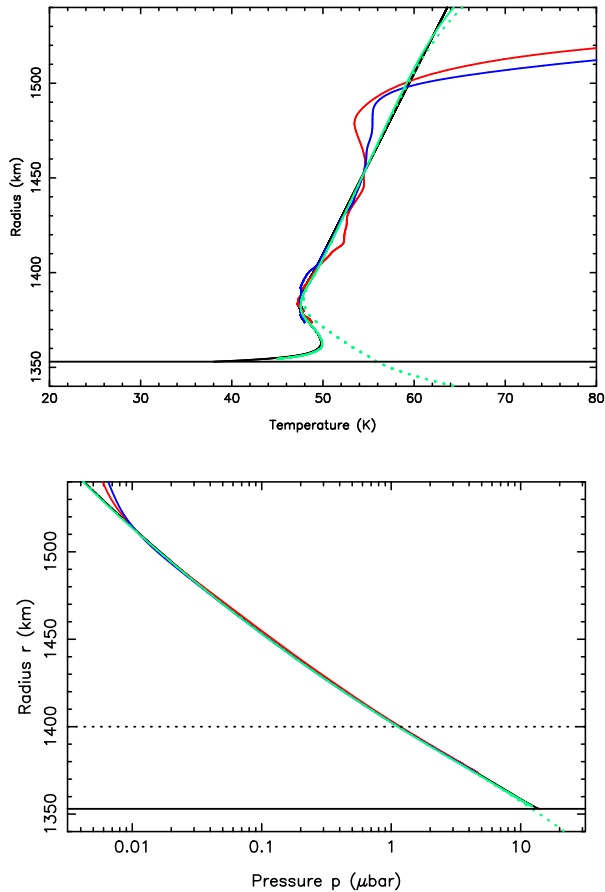 1500
1450
1400
1350
Radius (km)
20 30 40 50 60 70 80
Temperature (K)
1500
1450
1400
1350
Radius r (km)
0.01 0.1 1 10
Pressure p (μbar)